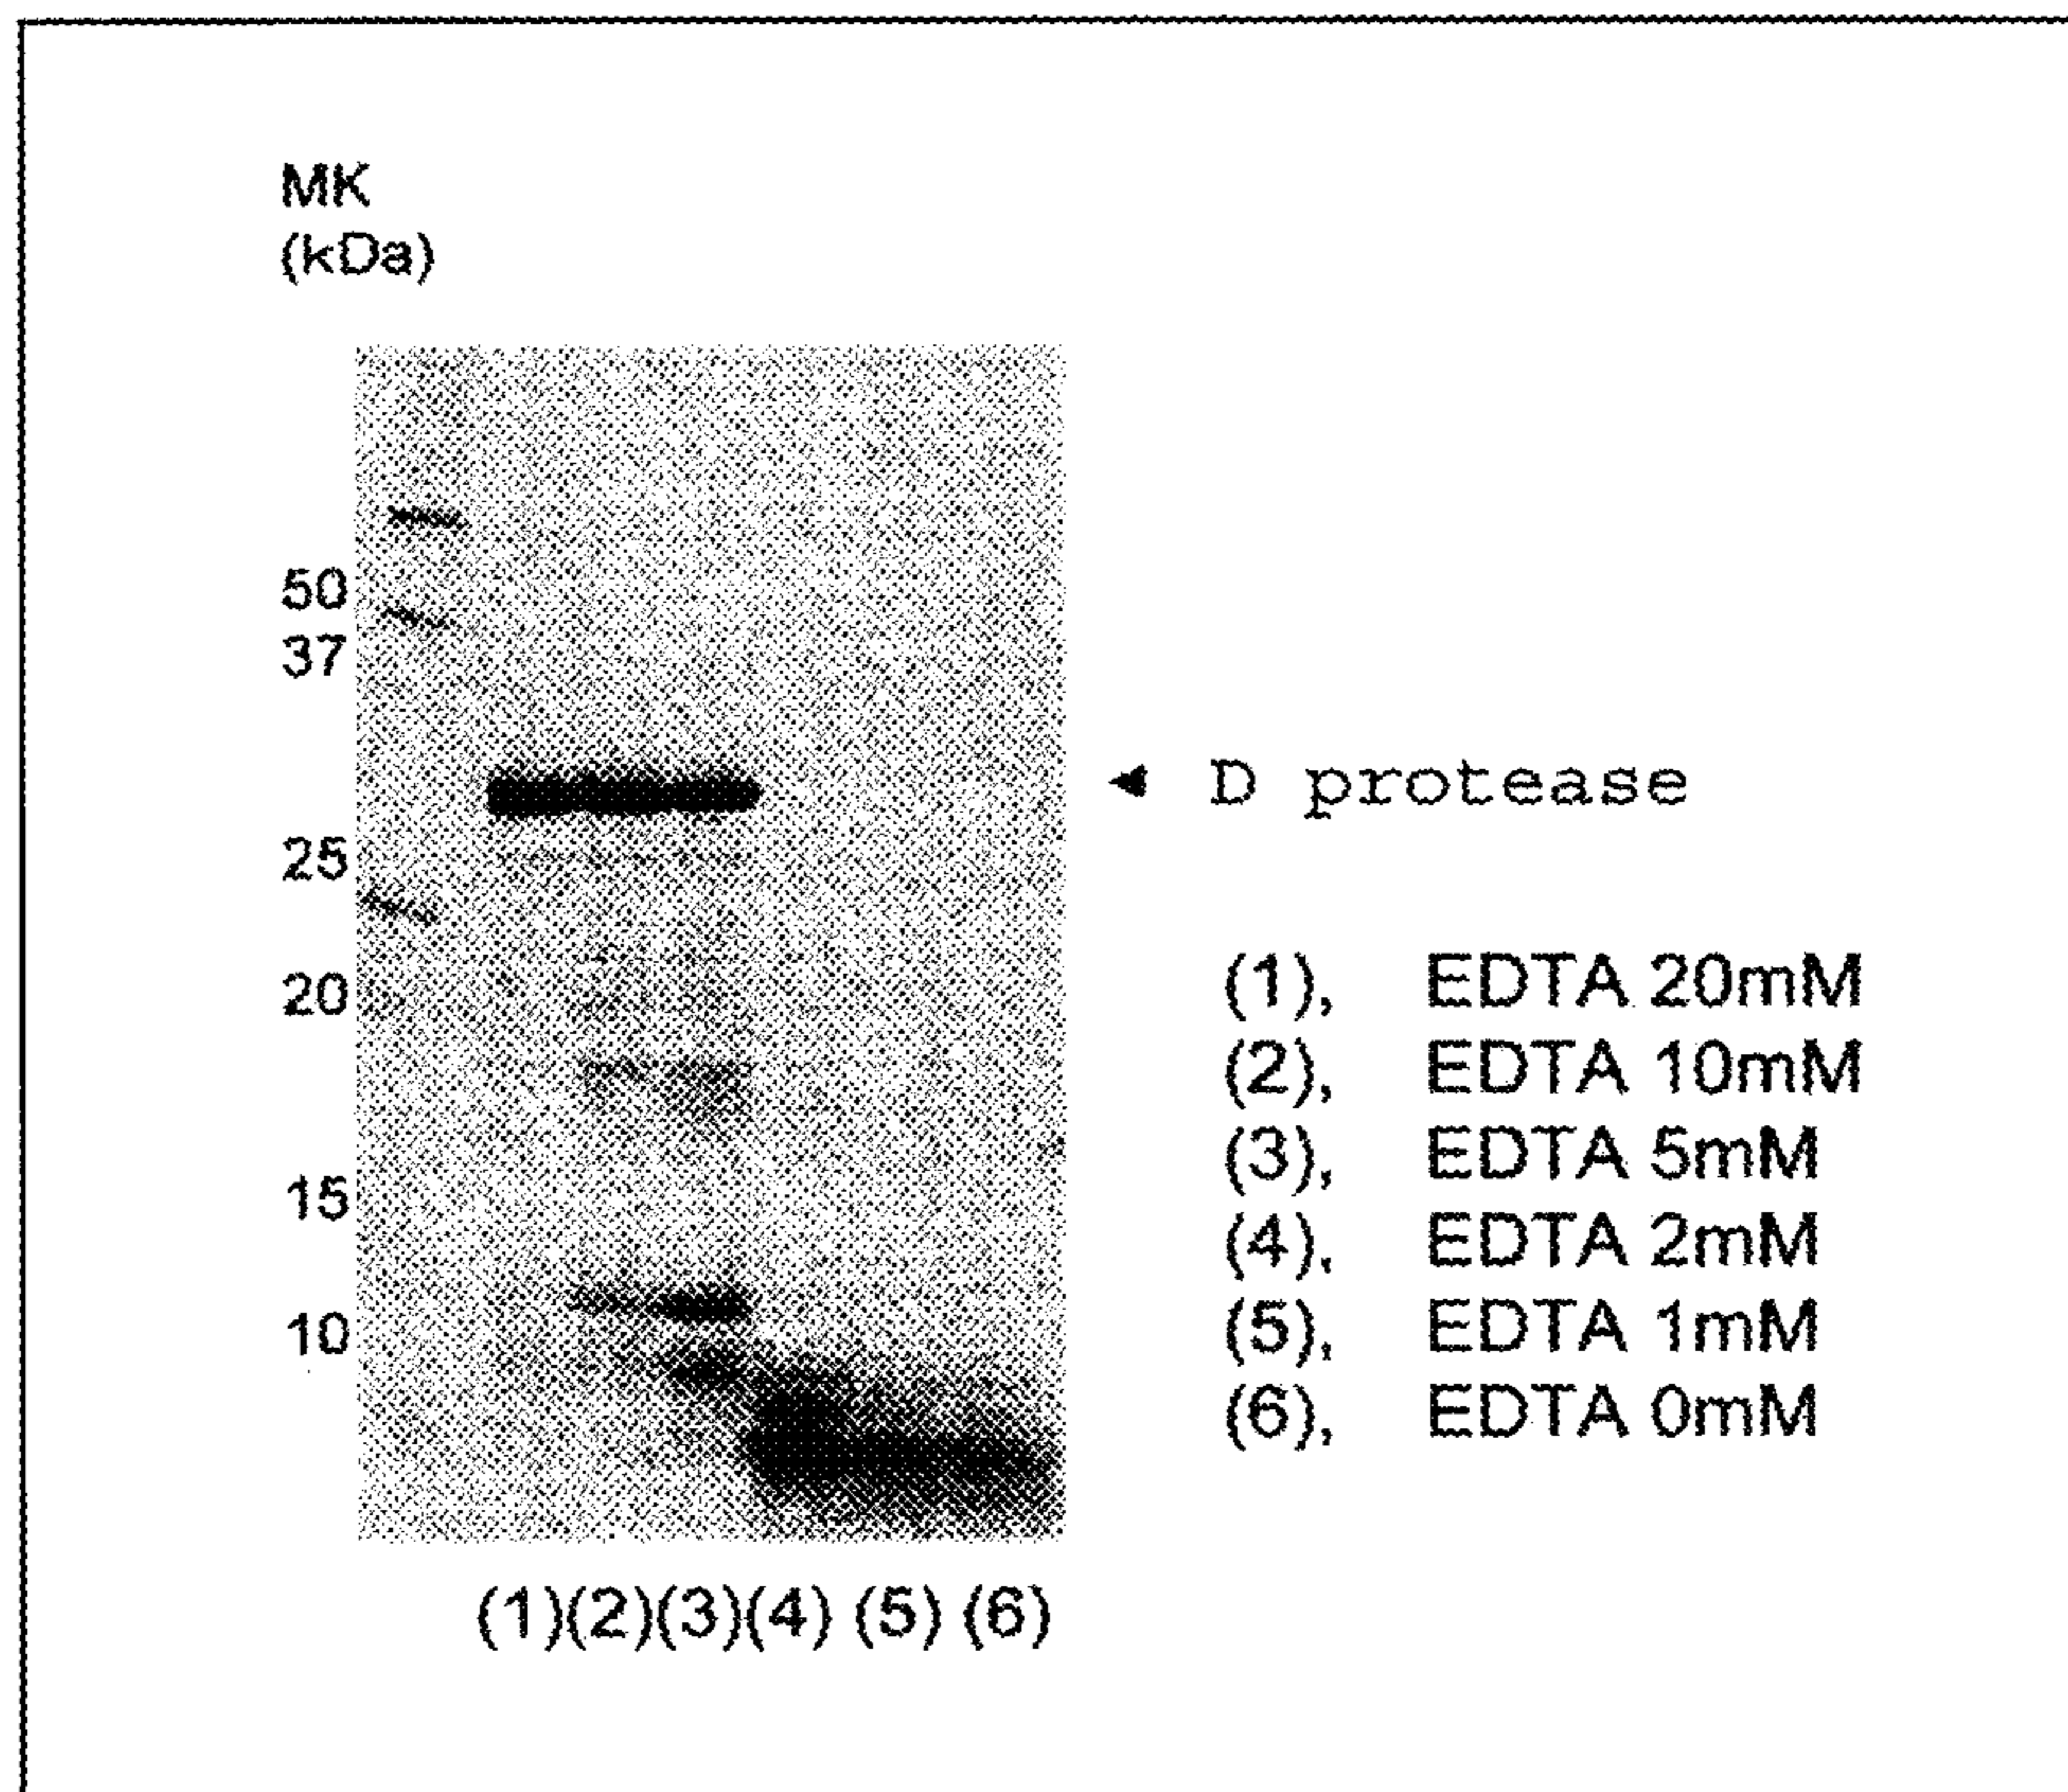 MK
(kDa)
50
37
25
20
15
10
◄ D protease
(1), EDTA 20mM
(2), EDTA 10mM
(3), EDTA 5mM
(4), EDTA 2mM
(5), EDTA 1mM
(6), EDTA 0mM
(1)(2)(3)(4) (5) (6)